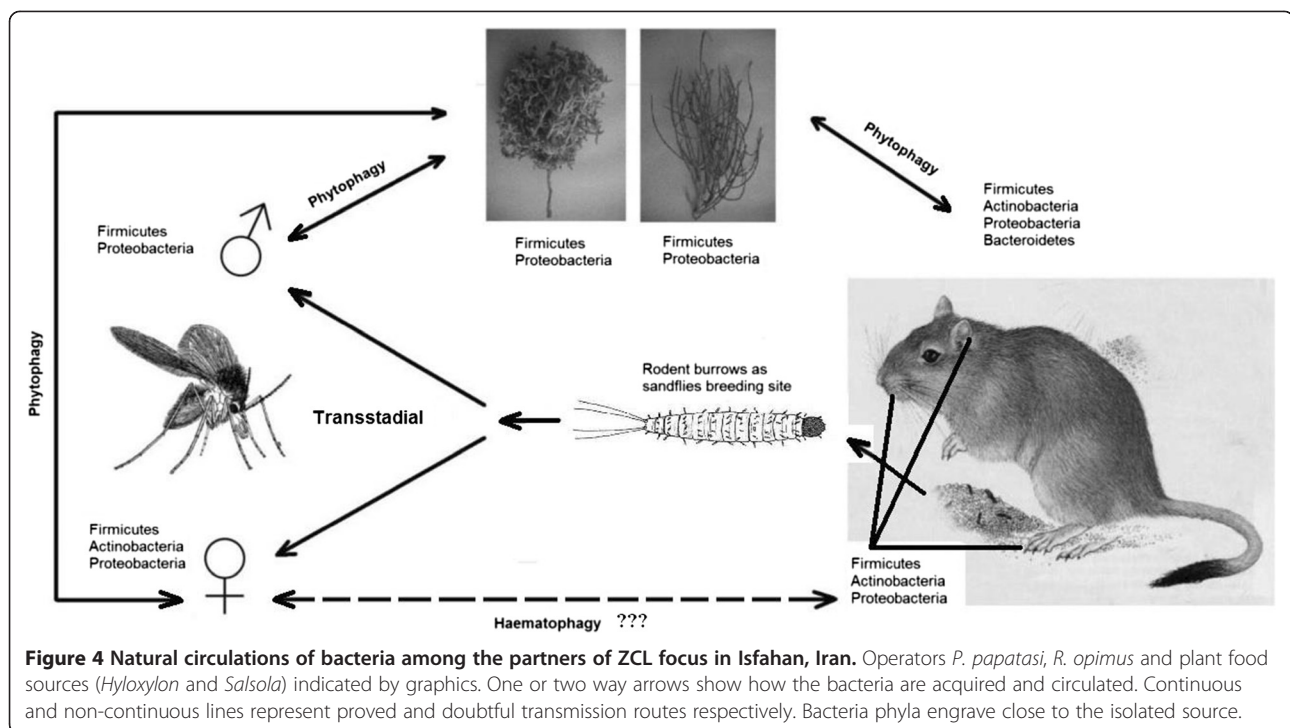 Phytophagy
Phytophagy
Firmicutes
Actinobacteria
Proteobacteria
Bacteroidetes
Firmicutes
Proteobacteria
Firmicutes
Proteobacteria
Firmicutes
Proteobacteria
Phytophagy
Rodent burrows as
sandflies breeding site
Transstadial
Firmicutes
Actinobacteria
Proteobacteria
Firmicutes
Actinobacteria
Proteobacteria
Haematophagy ???
Figure 4 Natural circulations of bacteria among the partners of ZCL focus in Isfahan, Iran. Operators P. papatasi, R. opimus and plant food
sources (Hyloxylon and Salsola) indicated by graphics. One or two way arrows show how the bacteria are acquired and circulated. Continuous
and non-continuous lines represent proved and doubtful transmission routes respectively. Bacteria phyla engrave close to the isolated source.